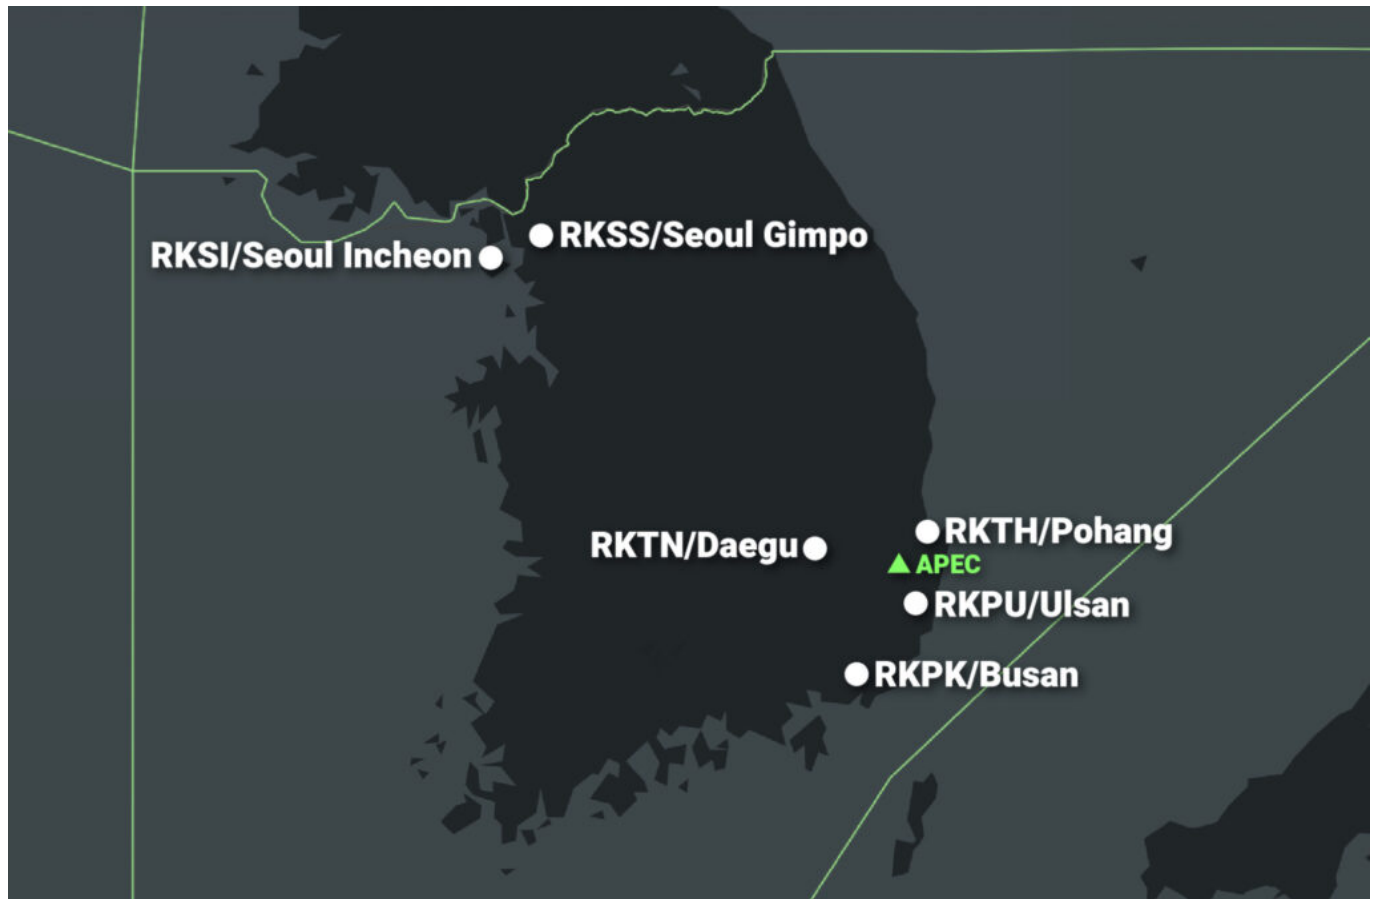 RKSS/Seoul Gimpo
RKSI/Seoul Incheon
RKTH/Pohang
RKTN/Daegu
APEC
RKPU/Ulsan
RKPK/Busan